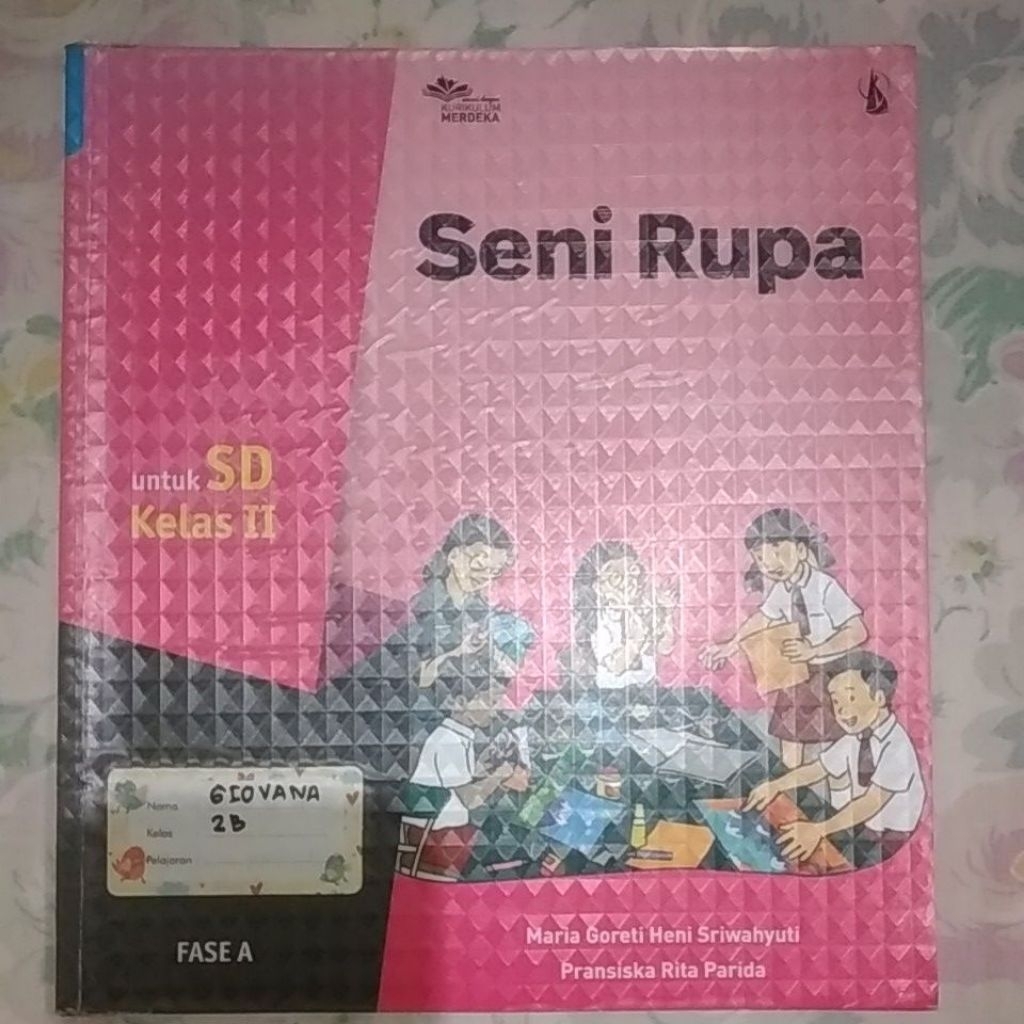 KURIKULUM
MERDEKA
Seni Rupa
untuk SD
Kelas II
Nama GIOVANA
Kelas 2B
Pelajaran
FASE A
Maria Goreti Heni Sriwahyuti
Pransiska Rita Parida